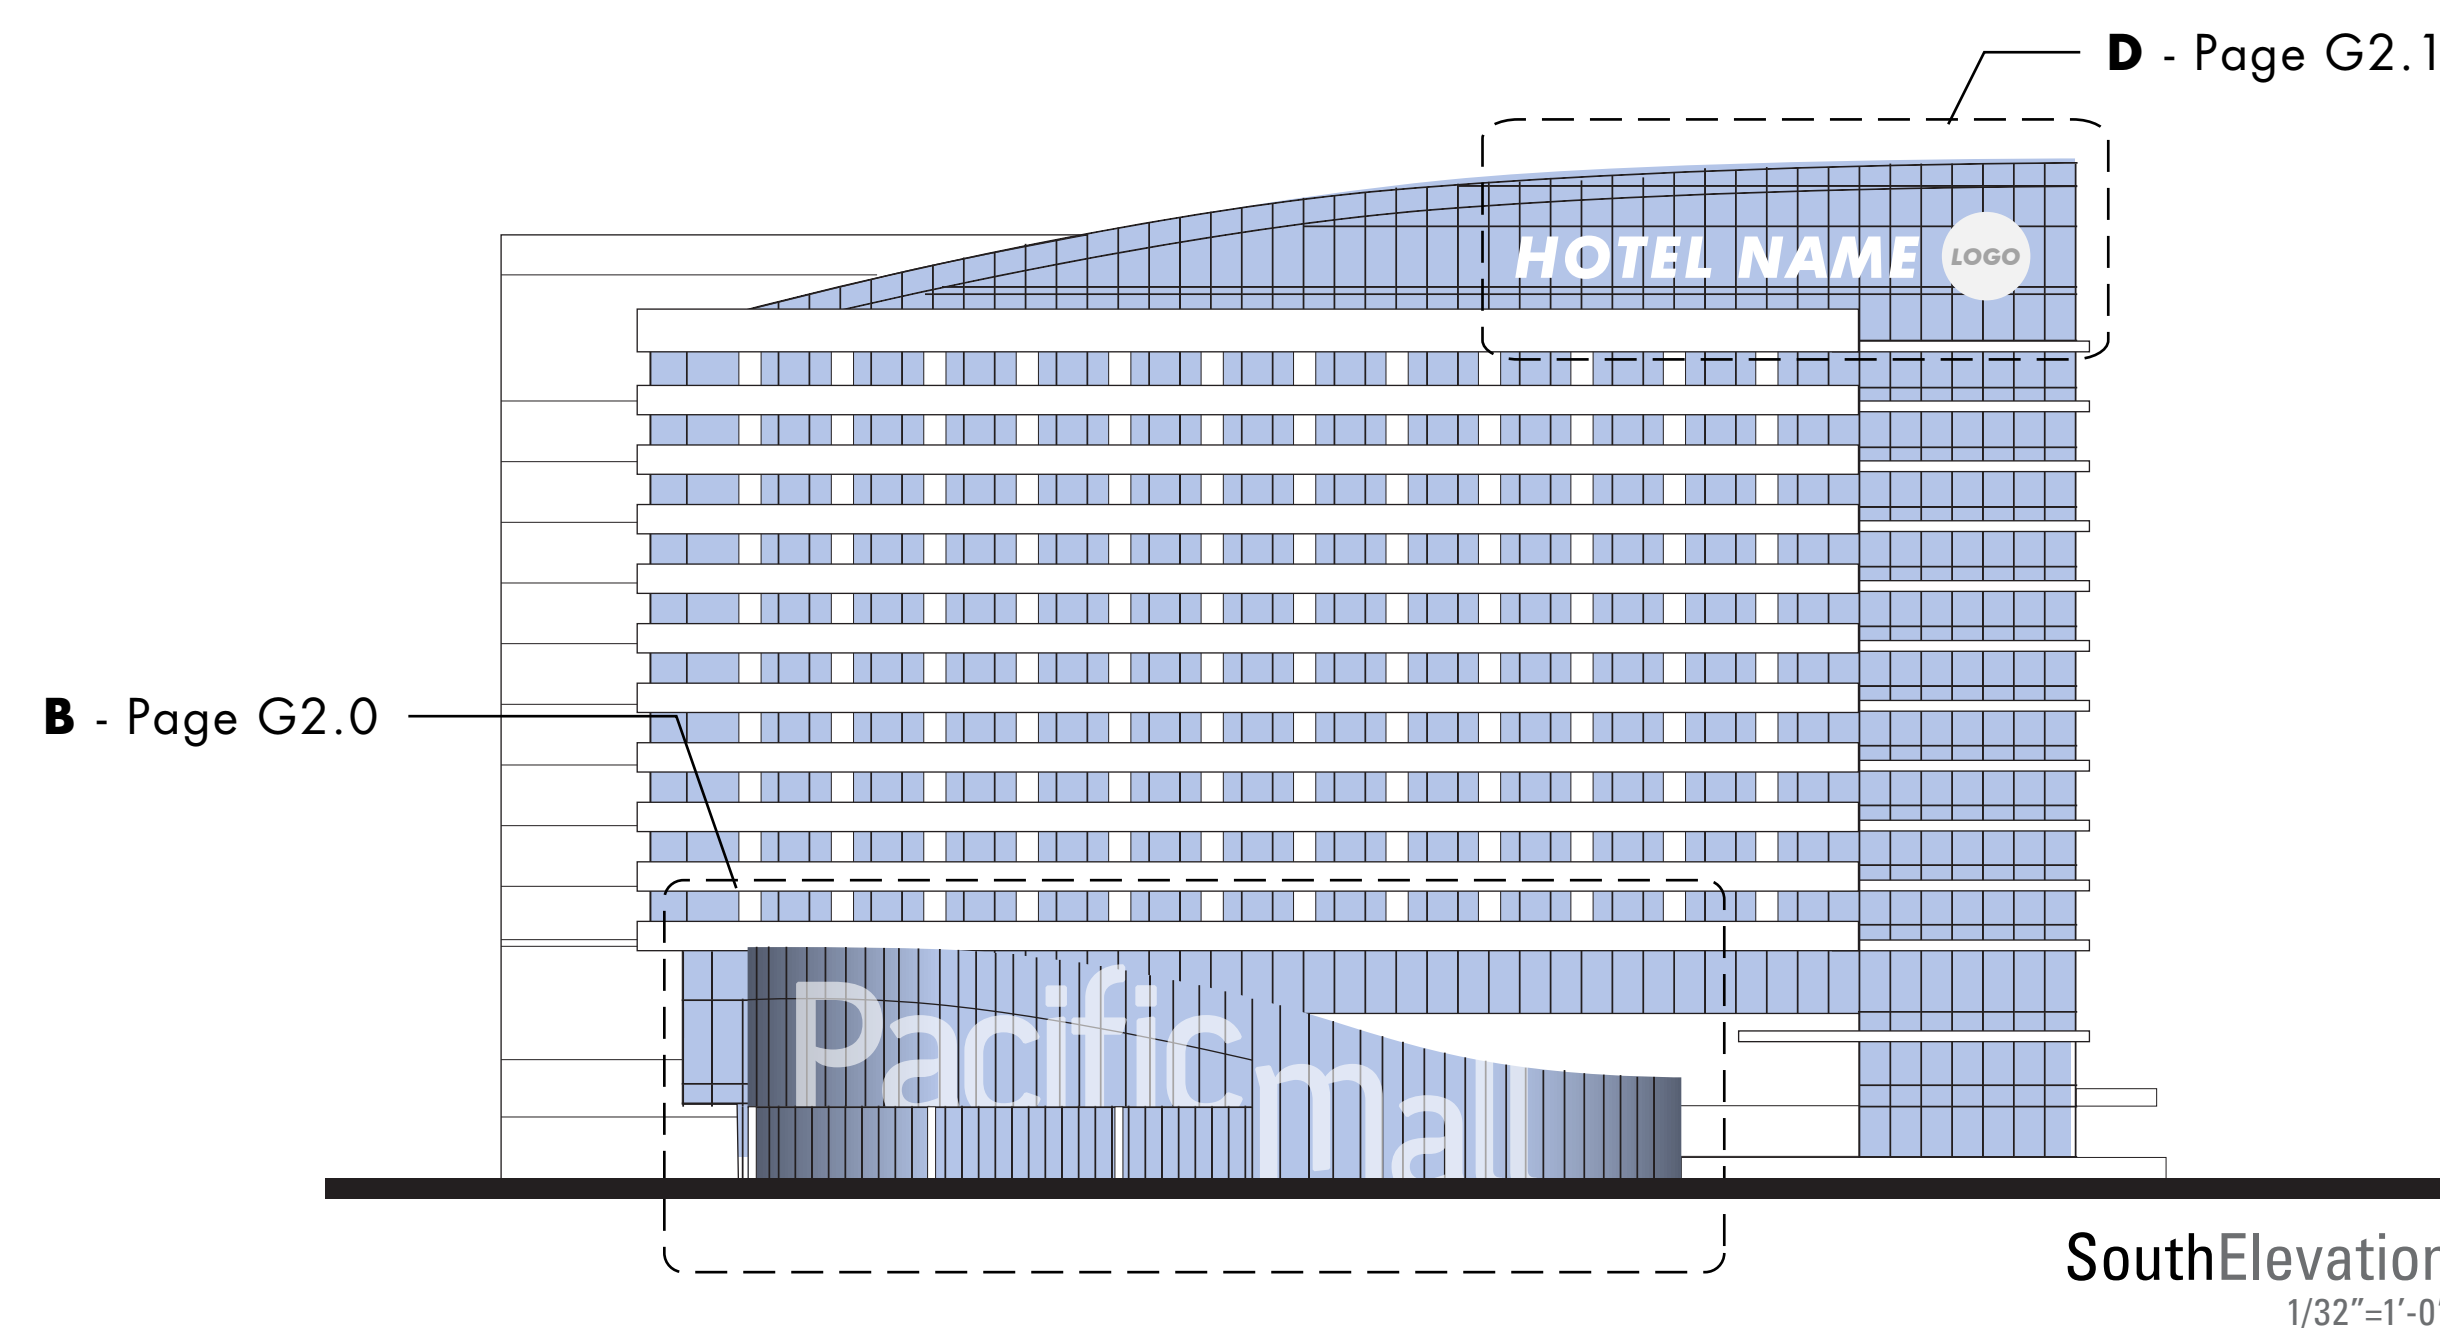 D - Page G2.1
HOTEL NAME LOGO
B - Page G2.0
Pacific mall
SouthElevation
1/32"=1'-0"